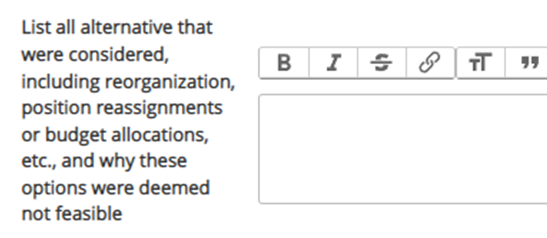 List all alternative that
were considered,
including reorganization,
position reassignments
or budget allocations,
etc., and why these
options were deemed
not feasible
B I S TT ”